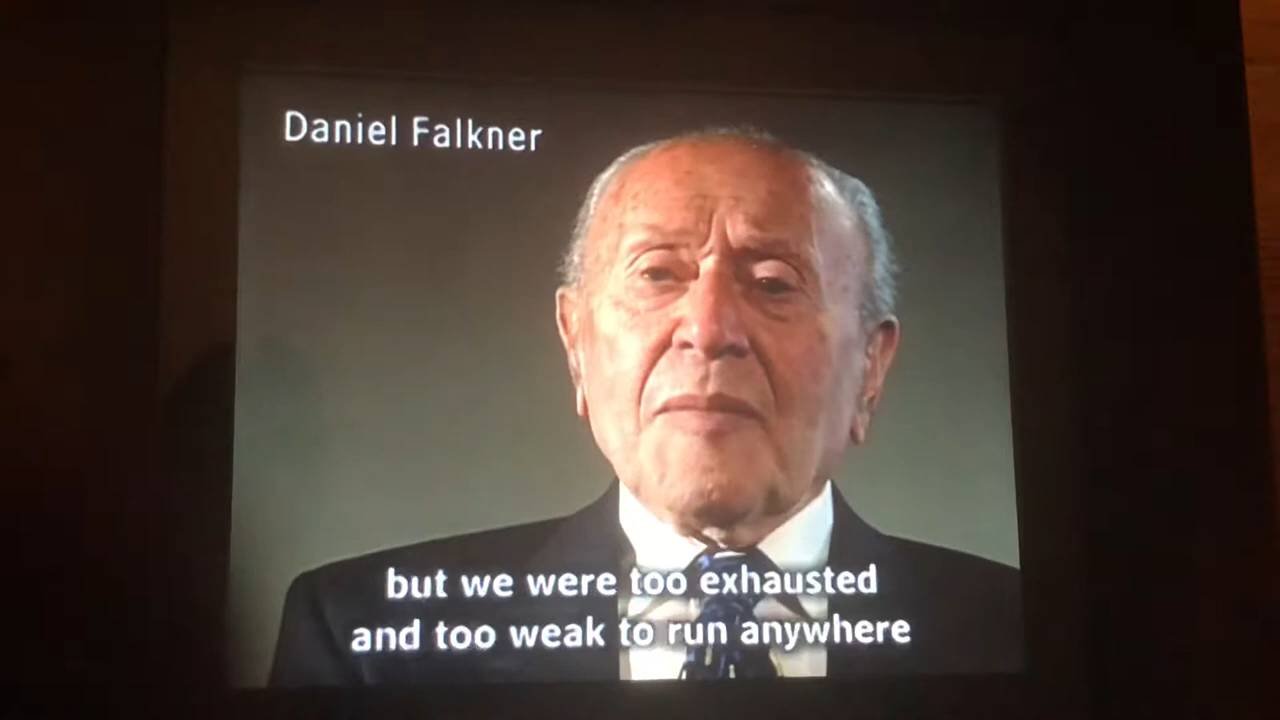 Daniel Falkner
but we were too exhausted
and too weak to run anywhere